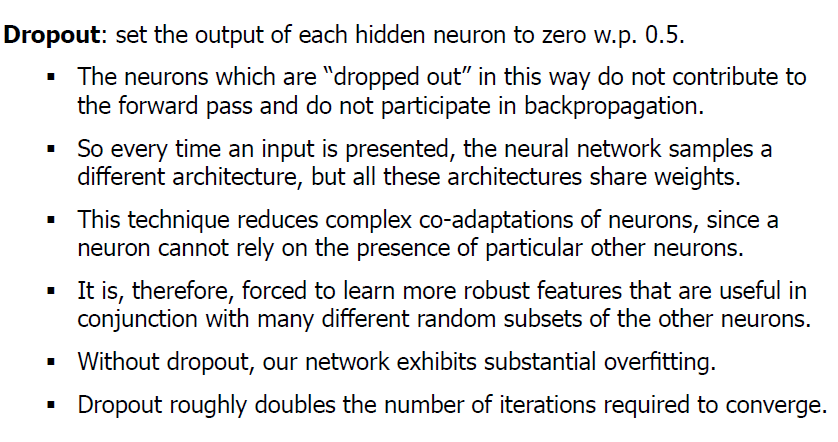 Dropout: set the output of each hidden neuron to zero w.p. 0.5.
▪ The neurons which are “dropped out” in this way do not contribute to
the forward pass and do not participate in backpropagation.
▪ So every time an input is presented, the neural network samples a
different architecture, but all these architectures share weights.
▪ This technique reduces complex co-adaptations of neurons, since a
neuron cannot rely on the presence of particular other neurons.
▪ It is, therefore, forced to learn more robust features that are useful in
conjunction with many different random subsets of the other neurons.
▪ Without dropout, our network exhibits substantial overfitting.
▪ Dropout roughly doubles the number of iterations required to converge.